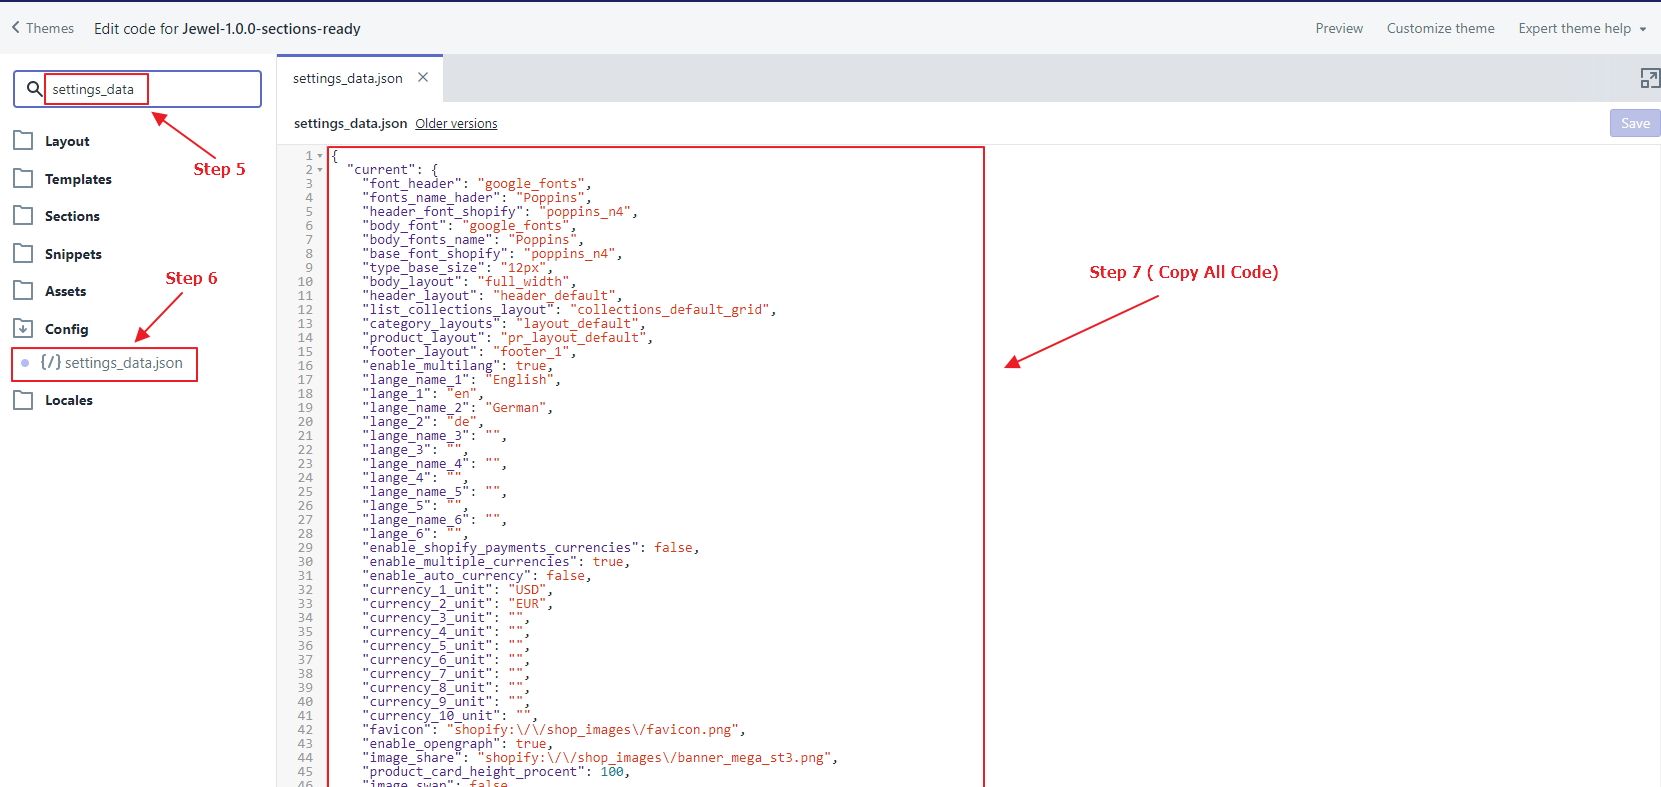 Themes Edit code for Jewel-1.0.0-sections-ready Preview Customize theme Expert theme help
settings_data
Step 5
Layout
Templates
Sections
Snippets
Step 6
Assets
Config
{/} settings_data.json
Locales
settings_data.json ×
settings_data.json Older versions Save
Step 7 ( Copy All Code)
1 {
2 "current": {
3 "font_header": "google_fonts",
4 "fonts_name_hader": "Poppins",
5 "header_font_shopify": "poppins_n4",
6 "body_font": "google_fonts",
7 "body_fonts_name": "Poppins",
8 "base_font_shopify": "poppins_n4",
9 "type_base_size": "12px",
10 "body_layout": "full_width",
11 "header_layout": "header_default",
12 "list_collections_layout": "collections_default_grid",
13 "category_layouts": "layout_default",
14 "product_layout": "pr_layout_default",
15 "footer_layout": "footer_1",
16 "enable_multilang": true,
17 "lange_name_1": "English",
18 "lange_1": "en",
19 "lange_name_2": "German",
20 "lange_2": "de",
21 "lange_name_3": "",
22 "lange_3": "",
23 "lange_name_4": "",
24 "lange_4": "",
25 "lange_name_5": "",
26 "lange_5": "",
27 "lange_name_6": "",
28 "lange_6": "",
29 "enable_shopify_payments_currencies": false,
30 "enable_multiple_currencies": true,
31 "enable_auto_currency": false,
32 "currency_1_unit": "USD",
33 "currency_2_unit": "EUR",
34 "currency_3_unit": "",
35 "currency_4_unit": "",
36 "currency_5_unit": "",
37 "currency_6_unit": "",
38 "currency_7_unit": "",
39 "currency_8_unit": "",
40 "currency_9_unit": "",
41 "currency_10_unit": "",
42 "favicon": "shopify:\/\/shop_images\/favicon.png",
43 "enable_opengraph": true,
44 "image_share": "shopify:\/\/shop_images\/banner_mega_st3.png",
45 "product_card_height_procent": 100,
46 "image_swap": false